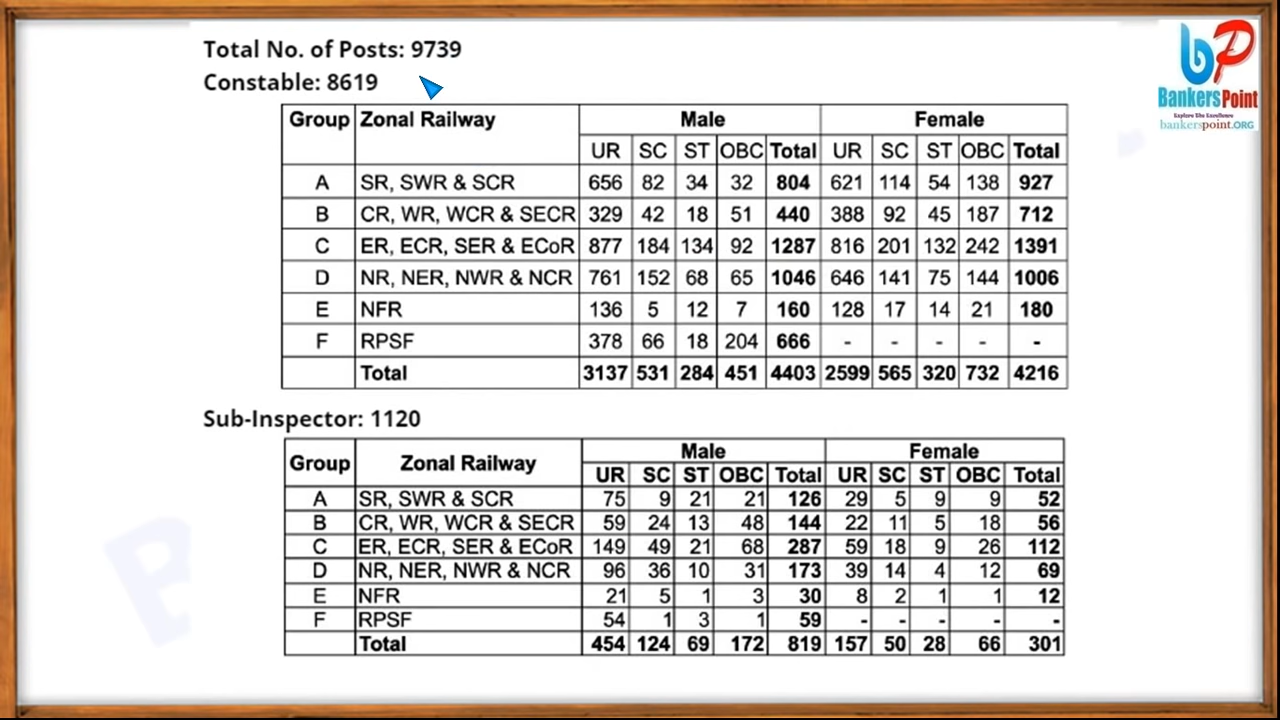 Total No. of Posts: 9739
Constable: 8619
bp
BankersPoint
Explore The Excellence
bankerspoint.ORG
Group Zonal Railway Male Female
UR SC ST OBC Total UR SC ST OBC Total
A SR, SWR & SCR 656 82 34 32 804 621 114 54 138 927
B CR, WR, WCR & SECR 329 42 18 51 440 388 92 45 187 712
C ER, ECR, SER & ECoR 877 184 134 92 1287 816 201 132 242 1391
D NR, NER, NWR & NCR 761 152 68 65 1046 646 141 75 144 1006
E NFR 136 5 12 7 160 128 17 14 21 180
F RPSF 378 66 18 204 666 - - - - -
Total 3137 531 284 451 4403 2599 565 320 732 4216
Sub-Inspector: 1120
Group Zonal Railway Male Female
UR SC ST OBC Total UR SC ST OBC Total
A SR, SWR & SCR 75 9 21 21 126 29 5 9 9 52
B CR, WR, WCR & SECR 59 24 13 48 144 22 11 5 18 56
C ER, ECR, SER & ECoR 149 49 21 68 287 59 18 9 26 112
D NR, NER, NWR & NCR 96 36 10 31 173 39 14 4 12 69
E NFR 21 5 1 3 30 8 2 1 1 12
F RPSF 54 1 3 1 59 - - - - -
Total 454 124 69 172 819 157 50 28 66 301